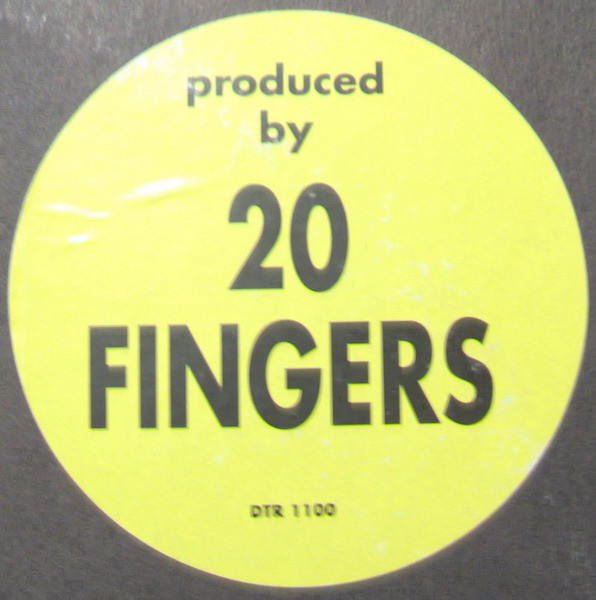 produced
by
20
FINGERS
DTR 1100